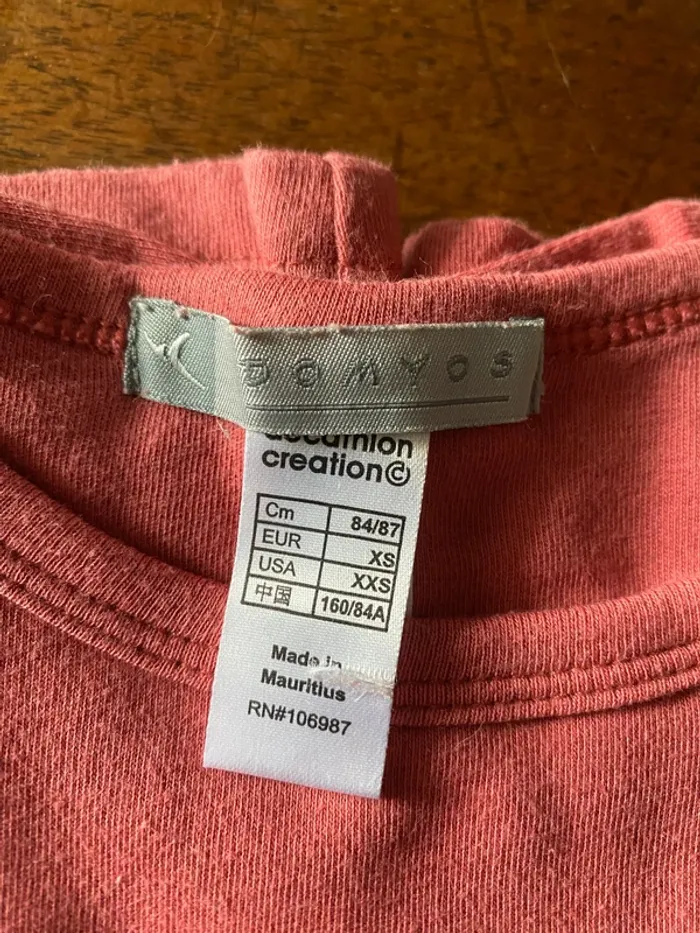 DOMYOS
decathlon
creation©
Cm 84/87
EUR XS
USA XXS
中国 160/84A
Made in
Mauritius
RN#106987